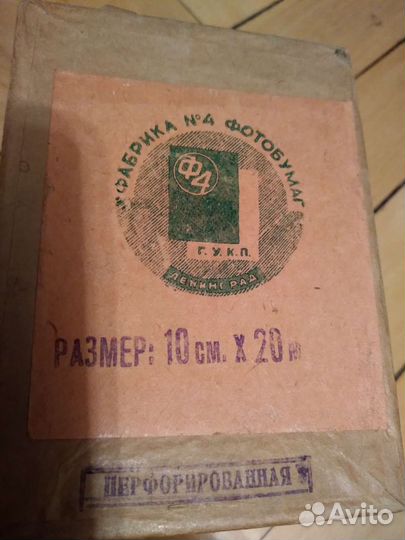 ФАБРИКА №4 ФОТОБУМАГ
Ф4
Г. У. К. П.
ЛЕНИНГРАД
РАЗМЕР: 10 см. X 20 м
ПЕРФОРИРОВАННАЯ
Avito